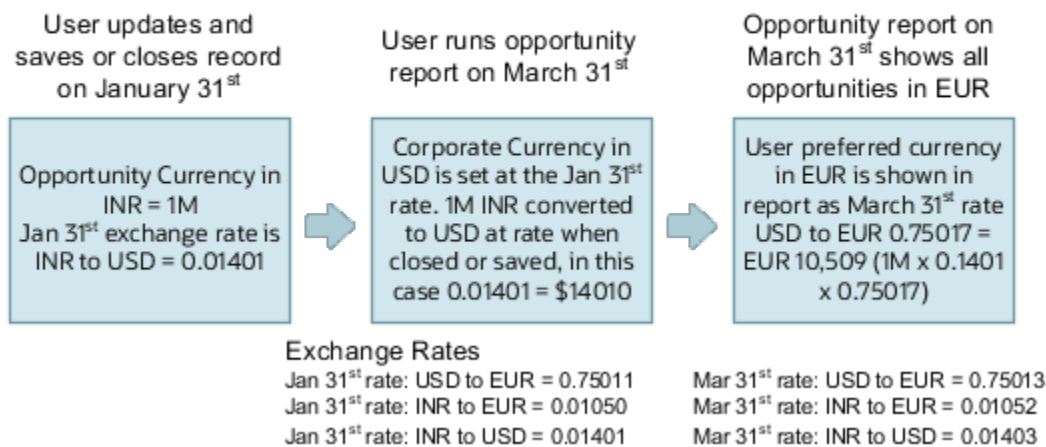 User updates and
saves or closes record
on January 31st
User runs opportunity
report on March 31st
Opportunity report on
March 31st shows all
opportunities in EUR
Opportunity Currency in
INR = 1M
Jan 31st exchange rate is
INR to USD = 0.01401
Corporate Currency in
USD is set at the Jan 31st
rate. 1M INR converted
to USD at rate when
closed or saved, in this
case 0.01401 = $14010
User preferred currency
in EUR is shown in
report as March 31st rate
USD to EUR 0.75017 =
EUR 10,509 (1M x 0.1401
x 0.75017)
Exchange Rates
Jan 31st rate: USD to EUR = 0.75011
Jan 31st rate: INR to EUR = 0.01050
Jan 31st rate: INR to USD = 0.01401
Mar 31st rate: USD to EUR = 0.75013
Mar 31st rate: INR to EUR = 0.01052
Mar 31st rate: INR to USD = 0.01403